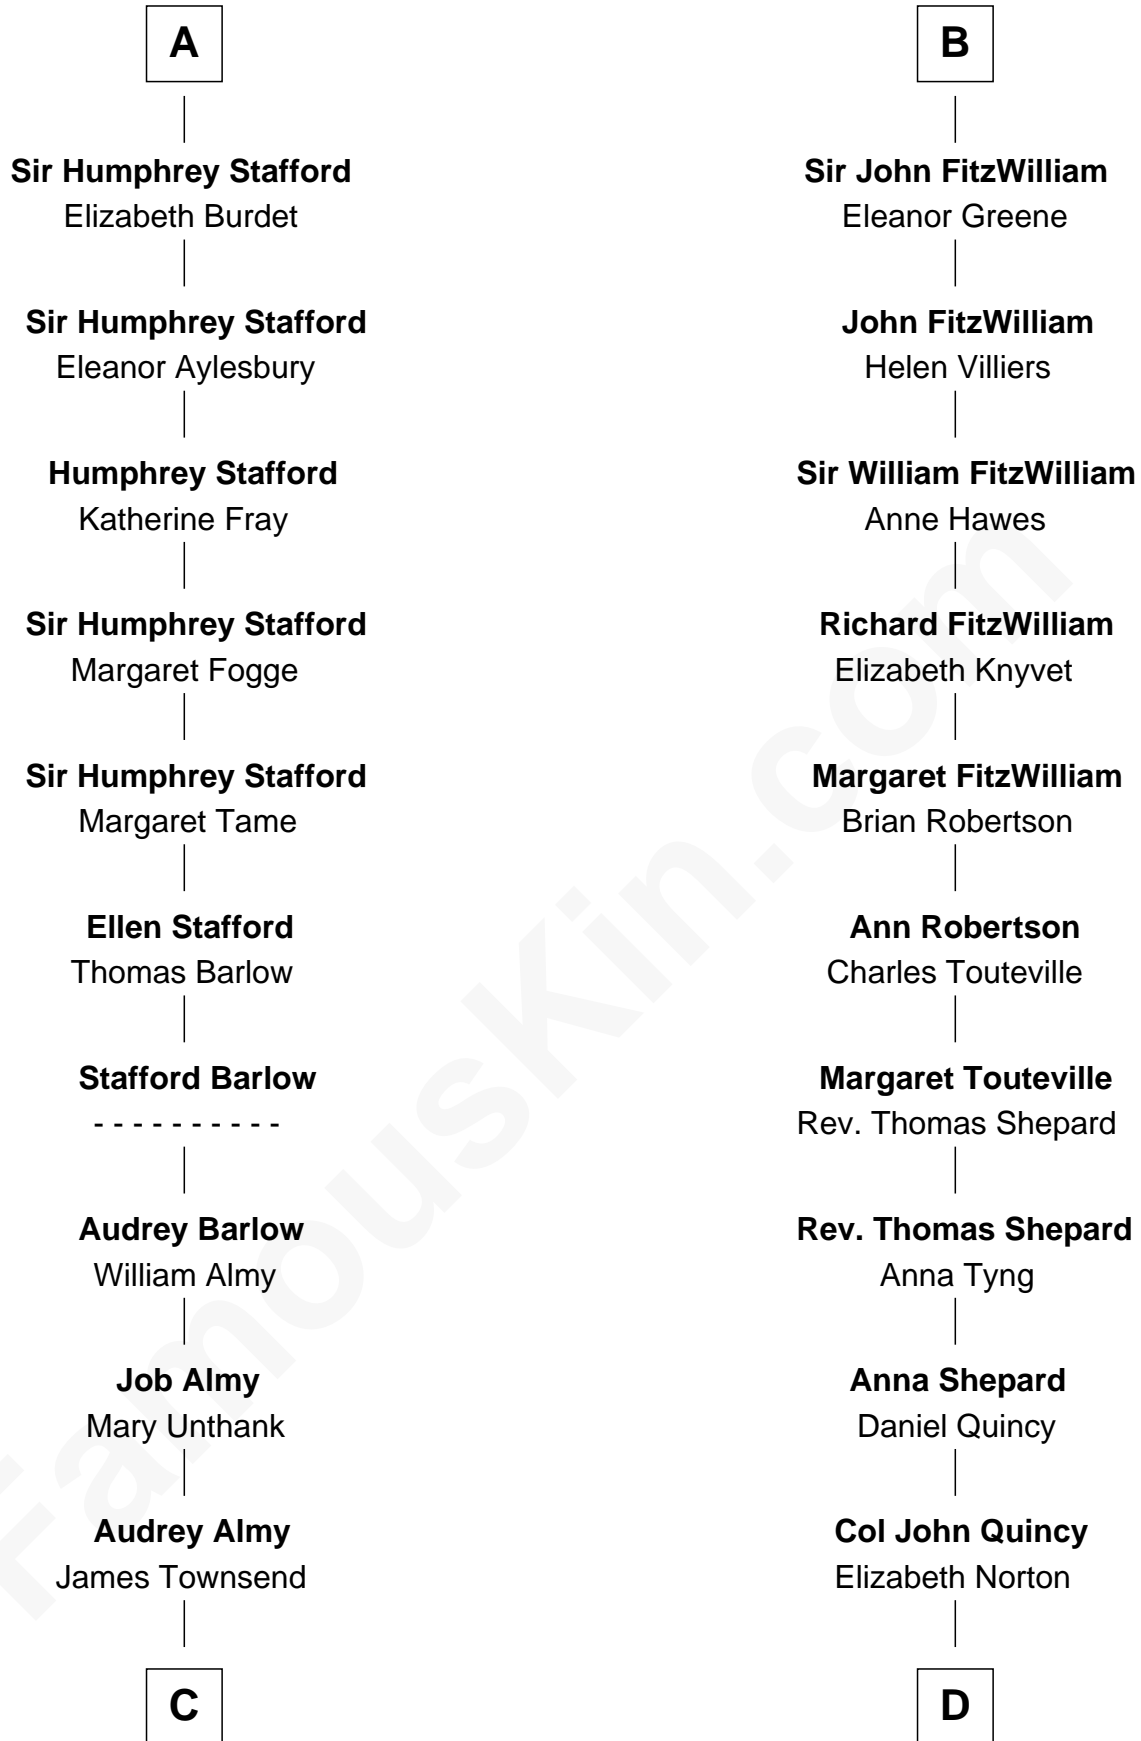 A
Sir Humphrey Stafford
Elizabeth Burdet
Sir Humphrey Stafford
Eleanor Aylesbury
Humphrey Stafford
Katherine Fray
Sir Humphrey Stafford
Margaret Fogge
Sir Humphrey Stafford
Margaret Tame
Ellen Stafford
Thomas Barlow
Stafford Barlow
- - - - - - - - - -
Audrey Barlow
William Almy
Job Almy
Mary Unthank
Audrey Almy
James Townsend
C
B
Sir John FitzWilliam
Eleanor Greene
John FitzWilliam
Helen Villiers
Sir William FitzWilliam
Anne Hawes
Richard FitzWilliam
Elizabeth Knyvet
Margaret FitzWilliam
Brian Robertson
Ann Robertson
Charles Touteville
Margaret Touteville
Rev. Thomas Shepard
Rev. Thomas Shepard
Anna Tyng
Anna Shepard
Daniel Quincy
Col John Quincy
Elizabeth Norton
D
FamousKin.com